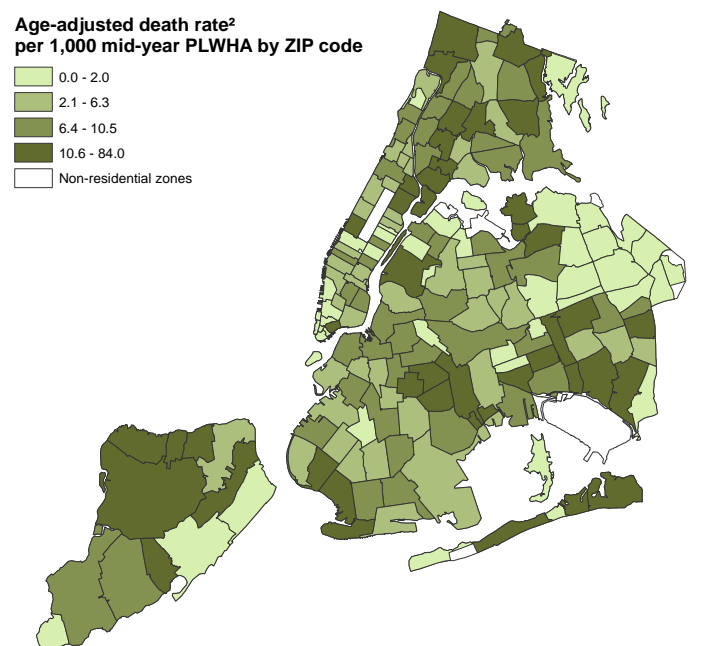 Age-adjusted death rate²
per 1,000 mid-year PLWHA by ZIP code
0.0 - 2.0
2.1 - 6.3
6.4 - 10.5
10.6 - 84.0
Non-residential zones